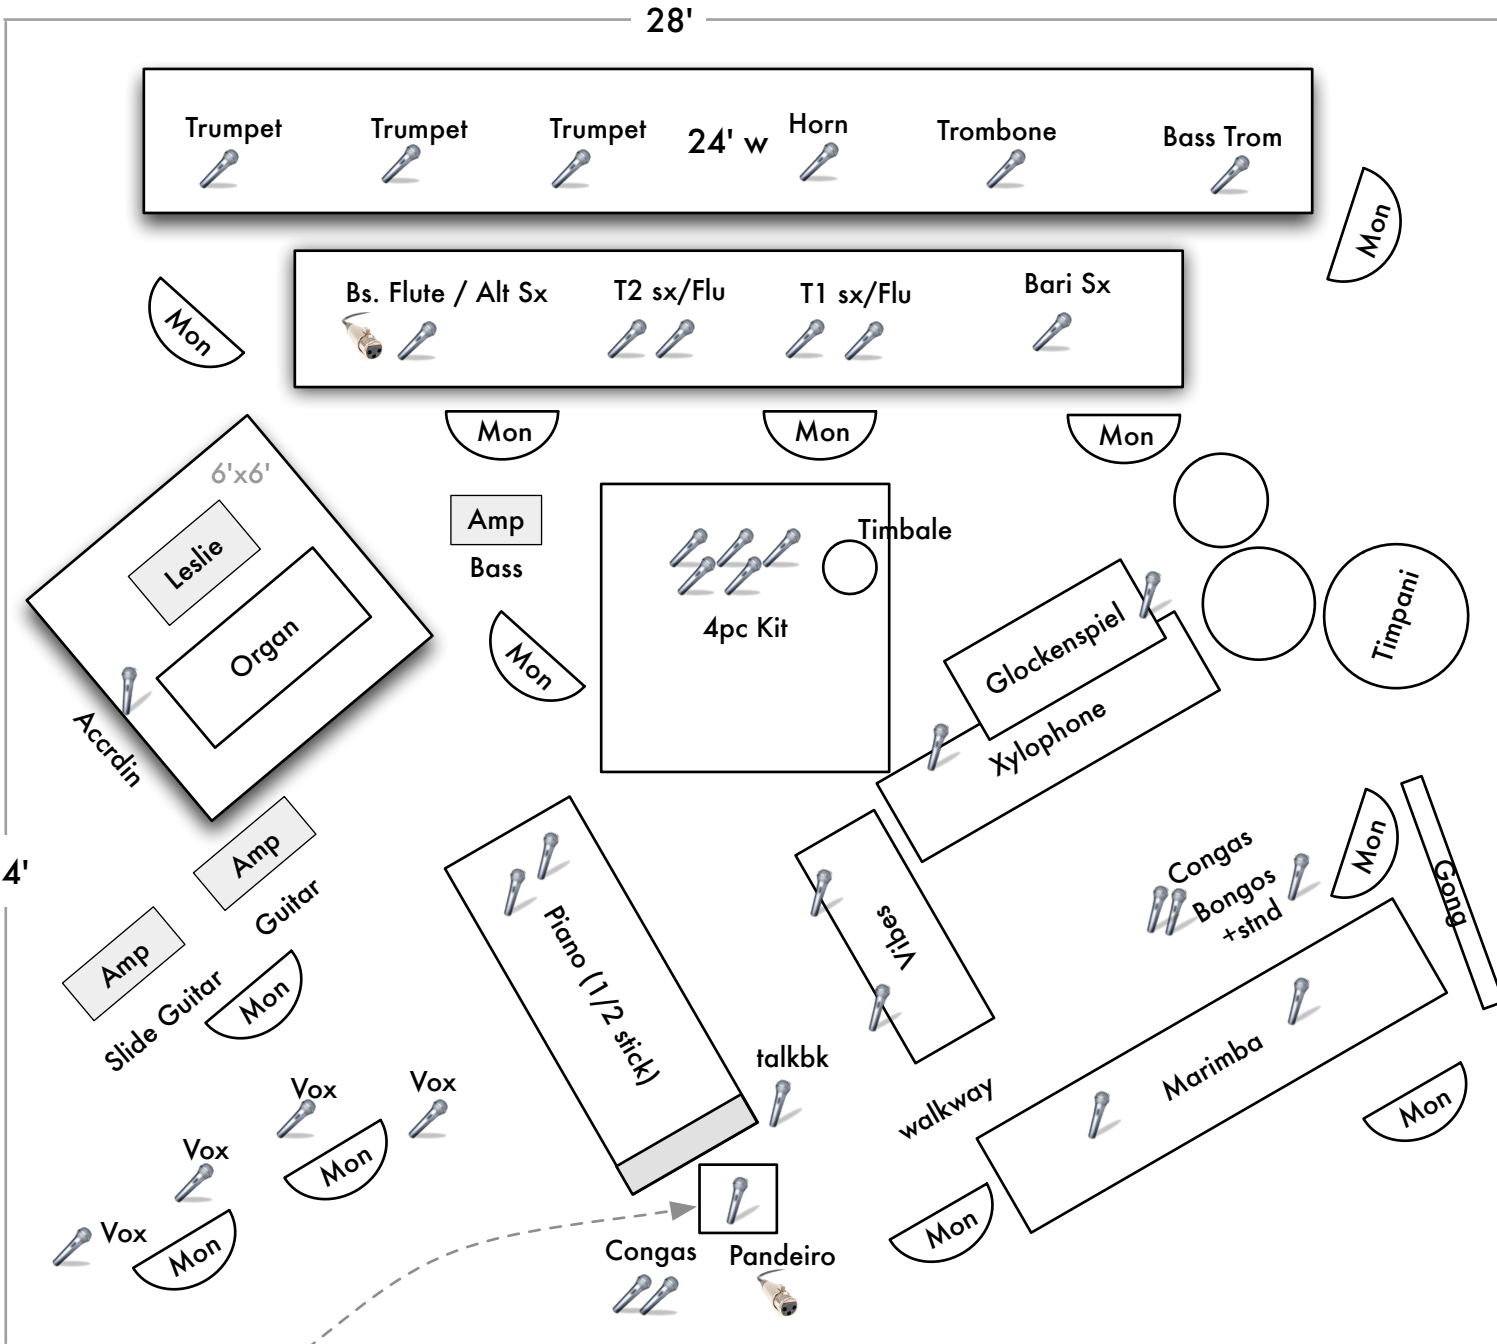 28'
Trumpet
Trumpet
Trumpet
24' w
Horn
Trombone
Bass Trom
Mon
Mon
Bs. Flute / Alt Sx
T2 sx/Flu
T1 sx/Flu
Bari Sx
Mon
Mon
Mon
6'x6'
Leslie
Organ
Accrdin
Amp
Bass
Mon
Timbale
4pc Kit
Glockenspiel
Xylophone
Timpani
4'
Amp
Guitar
Amp
Slide Guitar
Mon
Piano (1/2 stick)
Vibes
Congas
Bongos
+stnd
Mon
Gong
Marimba
Mon
walkway
Mon
talkbk
Vox
Vox
Mon
Vox
Vox
Mon
Congas
Pandeiro